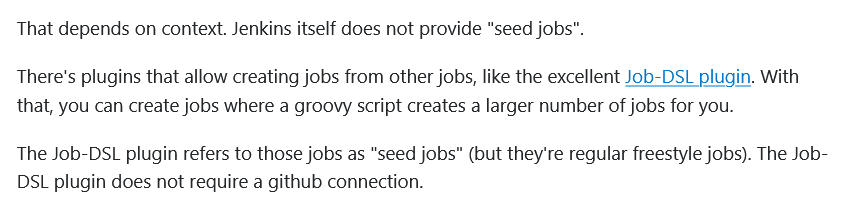 That depends on context. Jenkins itself does not provide "seed jobs".
There's plugins that allow creating jobs from other jobs, like the excellent Job-DSL plugin. With
that, you can create jobs where a groovy script creates a larger number of jobs for you.
The Job-DSL plugin refers to those jobs as "seed jobs" (but they're regular freestyle jobs). The Job-
DSL plugin does not require a github connection.